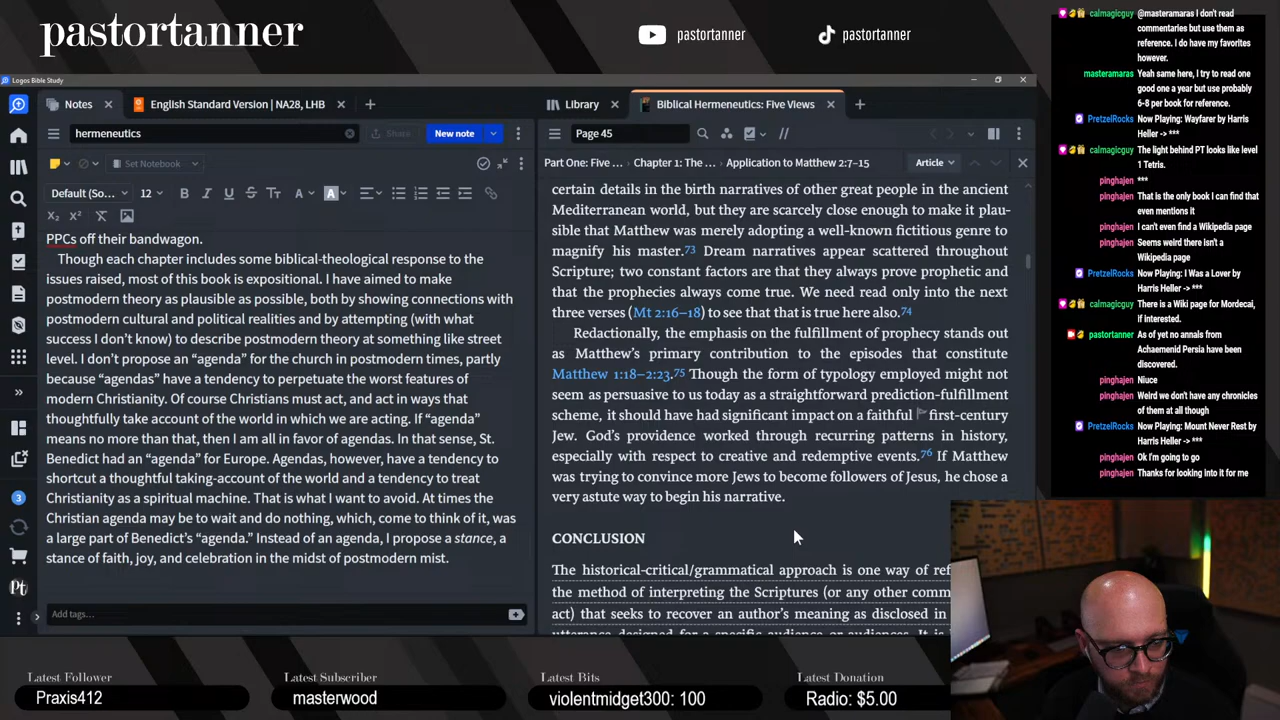 pastortanner
pastortanner
pastortanner
Logos Bible Study
Notes
English Standard Version | NA28, LHB
Library
Biblical Hermeneutics: Five Views
hermeneutics
Share
New note
Page 45
Set Notebook
Part One: Five ...
Chapter 1: The ...
Application to Matthew 2:7–15
Article
Default (So...
12
PPCs off their bandwagon.
Though each chapter includes some biblical-theological response to the
issues raised, most of this book is expositional. I have aimed to make
postmodern theory as plausible as possible, both by showing connections with
postmodern cultural and political realities and by attempting (with what
success I don't know) to describe postmodern theory at something like street
level. I don't propose an “agenda” for the church in postmodern times, partly
because “agendas” have a tendency to perpetuate the worst features of
modern Christianity. Of course Christians must act, and act in ways that
thoughtfully take account of the world in which we are acting. If “agenda”
means no more than that, then I am all in favor of agendas. In that sense, St.
Benedict had an “agenda” for Europe. Agendas, however, have a tendency to
shortcut a thoughtful taking-account of the world and a tendency to treat
Christianity as a spiritual machine. That is what I want to avoid. At times the
Christian agenda may be to wait and do nothing, which, come to think of it, was
a large part of Benedict's “agenda.” Instead of an agenda, I propose a stance, a
stance of faith, joy, and celebration in the midst of postmodern mist.
Add tags...
3
certain details in the birth narratives of other great people in the ancient
Mediterranean world, but they are scarcely close enough to make it plau-
sible that Matthew was merely adopting a well-known fictitious genre to
magnify his master.73 Dream narratives appear scattered throughout
Scripture; two constant factors are that they always prove prophetic and
that the prophecies always come true. We need read only into the next
three verses (Mt 2:16–18) to see that that is true here also.74
Redactionally, the emphasis on the fulfillment of prophecy stands out
as Matthew's primary contribution to the episodes that constitute
Matthew 1:18–2:23.75 Though the form of typology employed might not
seem as persuasive to us today as a straightforward prediction-fulfillment
scheme, it should have had significant impact on a faithful first-century
Jew. God's providence worked through recurring patterns in history,
especially with respect to creative and redemptive events.76 If Matthew
was trying to convince more Jews to become followers of Jesus, he chose a
very astute way to begin his narrative.
CONCLUSION
The historical-critical/grammatical approach is one way of ref
the method of interpreting the Scriptures (or any other comm
act) that seeks to recover an author's meaning as disclosed in
utterance designed for a specific audience or audiences. It is
calmagicguy @masteramaras I don't read
commentaries but use them as
reference. I do have my favorites
however.
masteramaras Yeah same here, I try to read one
good one a year but use probably
6-8 per book for reference.
PretzelRocks Now Playing: Wayfarer by Harris
Heller -> ***
calmagicguy The light behind PT looks like level
1 Tetris.
pinghajen ***
pinghajen That is the only book I can find that
even mentions it
pinghajen I can't even find a Wikipedia page
pinghajen Seems weird there isn't a
Wikipedia page
PretzelRocks Now Playing: I Was a Lover by
Harris Heller -> ***
calmagicguy There is a Wiki page for Mordecai,
if interested.
pastortanner As of yet no annals from
Achaemenid Persia have been
discovered.
pinghajen Niuce
pinghajen Weird we don't have any chronicles
of them at all though
PretzelRocks Now Playing: Mount Never Rest by
Harris Heller -> ***
pinghajen Ok I'm going to go
pinghajen Thanks for looking into it for me
Latest Follower
Praxis412
Latest Subscriber
masterwood
Latest Bits
violentmidget300: 100
Latest Donation
Radio: $5.00